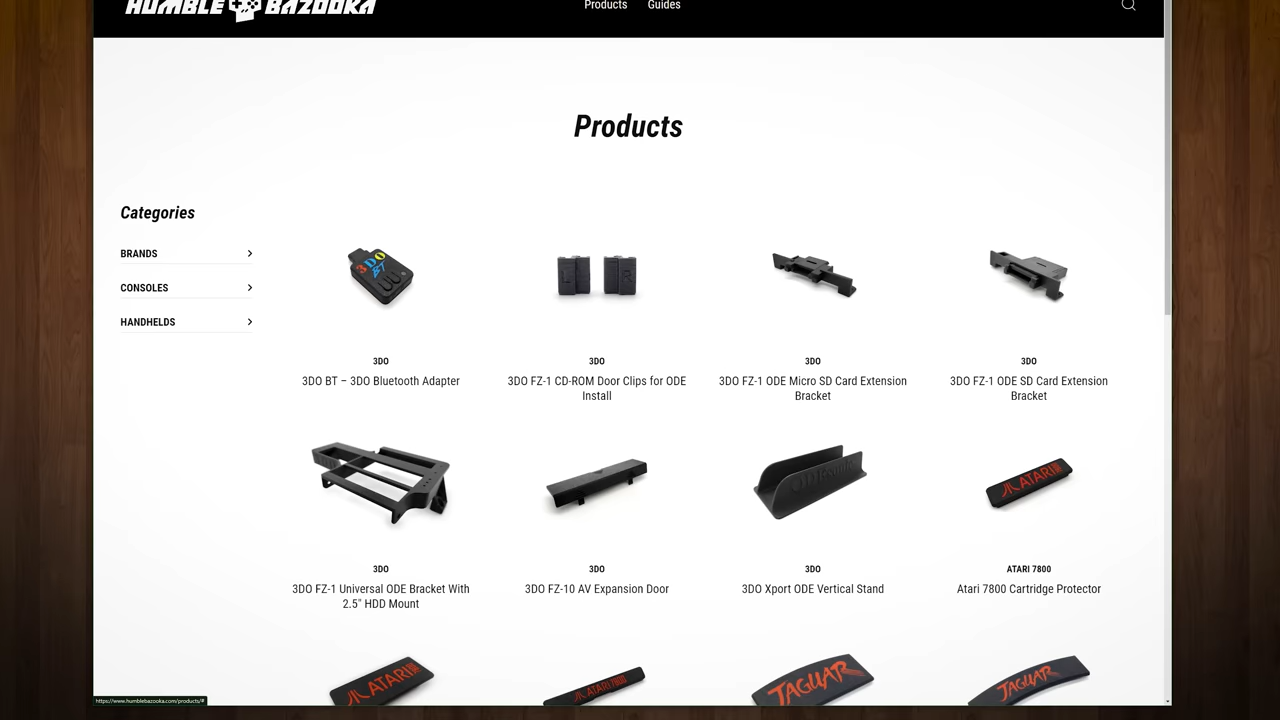 HUMBLE BAZOOKA
Products
Guides
Products
Categories
BRANDS
CONSOLES
HANDHELDS
3DO
BT
3DO
3DO BT – 3DO Bluetooth Adapter
3DO
3DO FZ-1 CD-ROM Door Clips for ODE
Install
3DO
3DO FZ-1 ODE Micro SD Card Extension
Bracket
3DO
3DO FZ-1 ODE SD Card Extension
Bracket
3DO
3DO FZ-1 Universal ODE Bracket With
2.5" HDD Mount
3DO
3DO FZ-10 AV Expansion Door
3DO
3DO Xport ODE Vertical Stand
ATARI
ATARI 7800
Atari 7800 Cartridge Protector
ATARI
ATARI 7800
JAGUAR
JAGUAR
https://www.humblebazooka.com/products/#